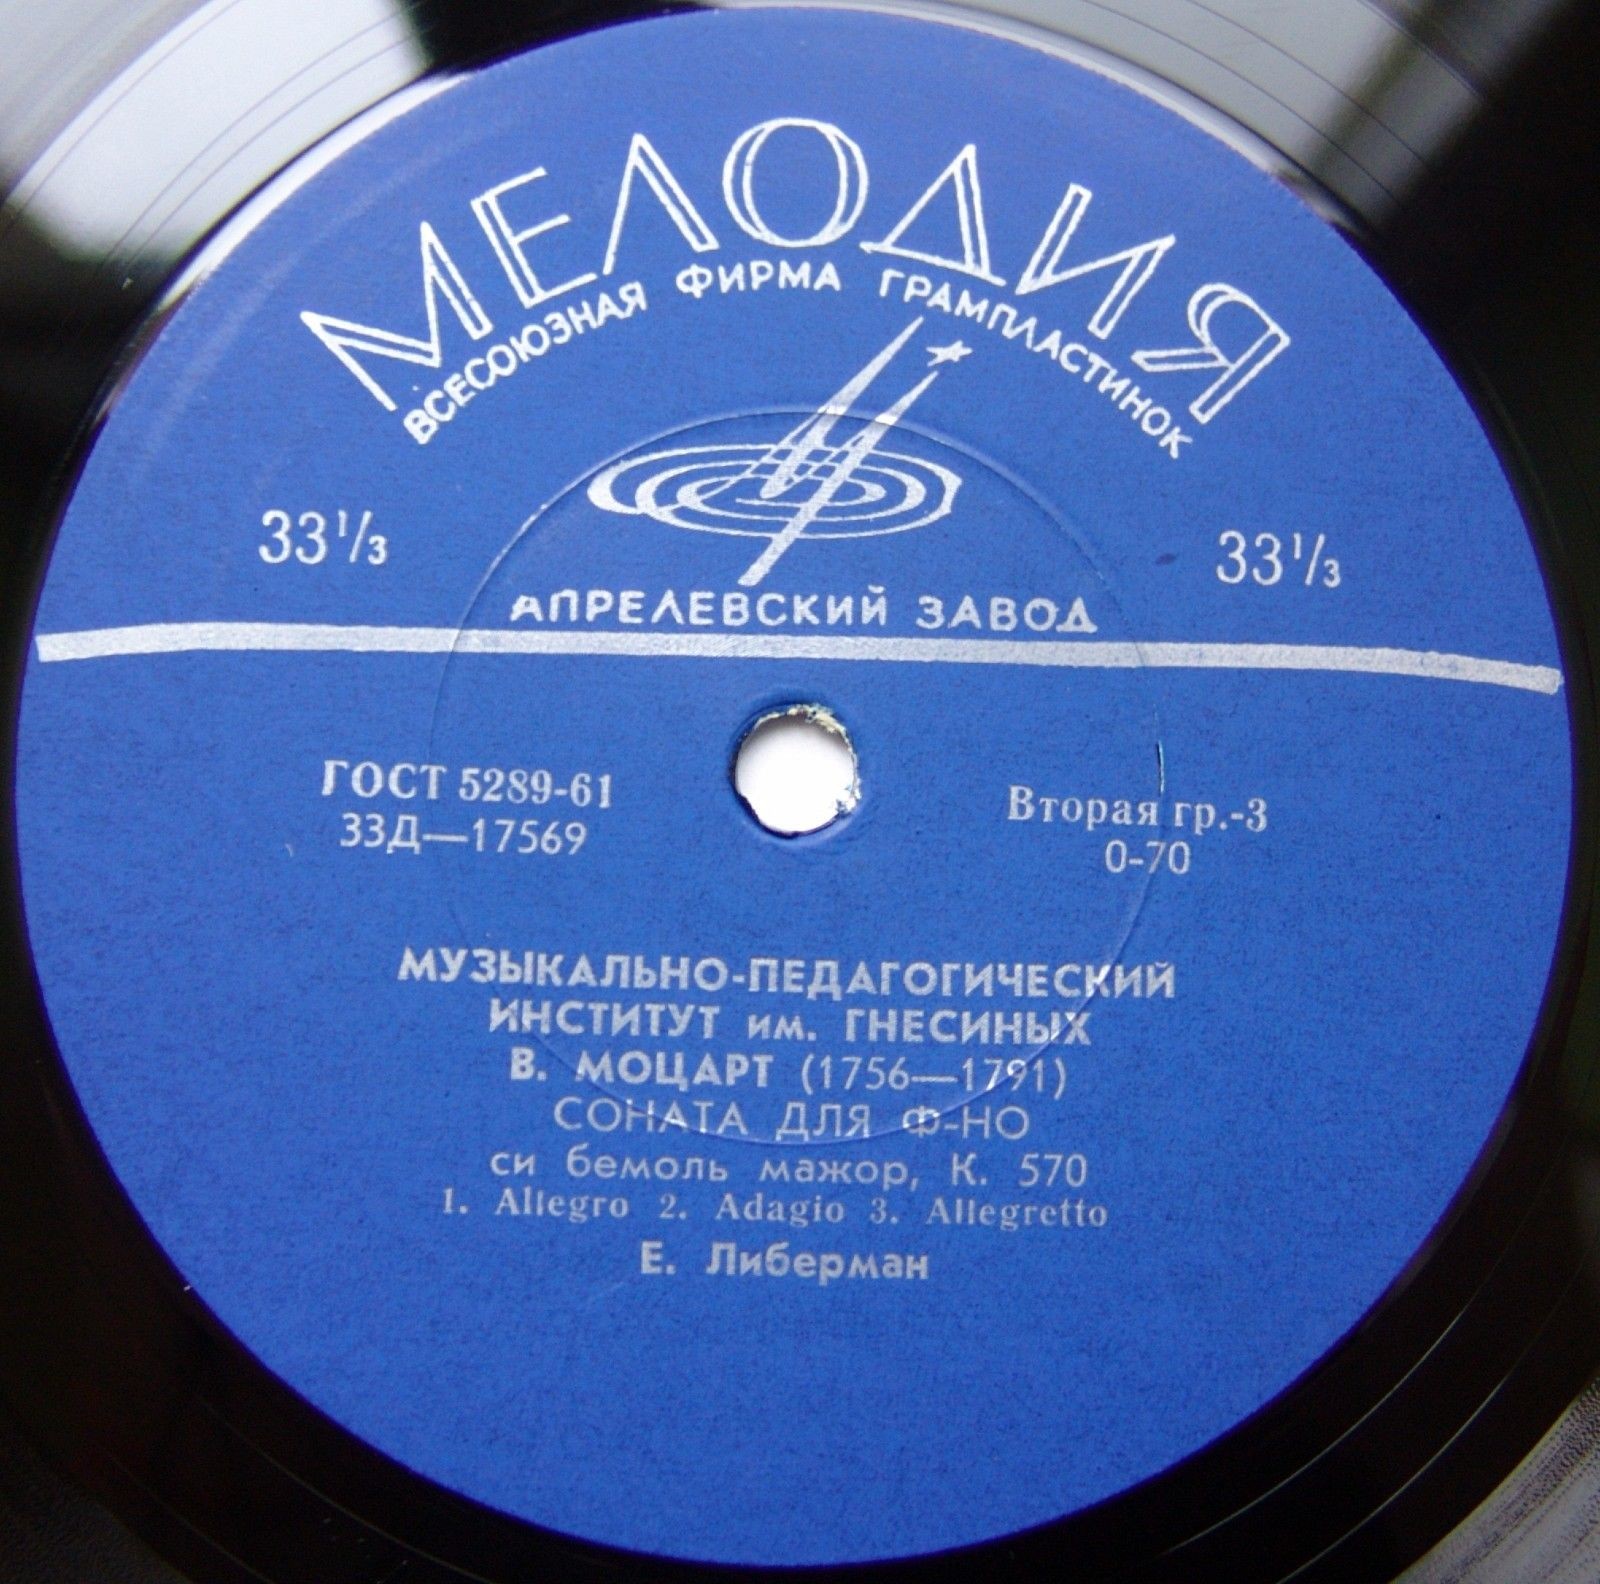 МЕЛОДИЯ
ВСЕСОЮЗНАЯ ФИРМА ГРАМПЛАСТИНОК
33⅓ 33⅓
АПРЕЛЕВСКИЙ ЗАВОД
ГОСТ 5289-61
33Д—17569
Вторая гр.-3
0-70
МУЗЫКАЛЬНО-ПЕДАГОГИЧЕСКИЙ
ИНСТИТУТ им. ГНЕСИНЫХ
В. МОЦАРТ (1756—1791)
СОНАТА ДЛЯ Ф-НО
си бемоль мажор, К. 570
1. Allegro 2. Adagio 3. Allegretto
Е. Либерман